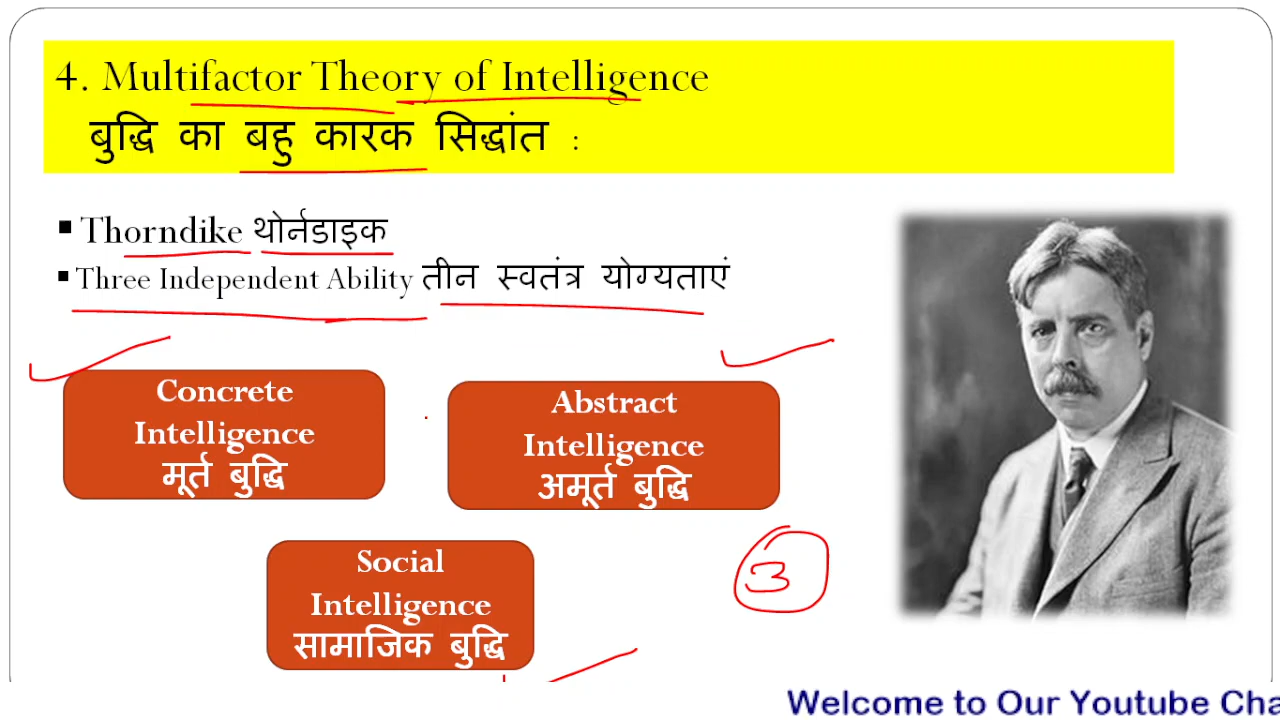 4. Multifactor Theory of Intelligence
बुद्धि का बहु कारक सिद्धांत :
Thorndike थोर्नडाइक
Three Independent Ability तीन स्वतंत्र योग्यताएं
Concrete
Intelligence
मूर्त बुद्धि
Abstract
Intelligence
अमूर्त बुद्धि
Social
Intelligence
सामाजिक बुद्धि
3
Welcome to Our Youtube Cha